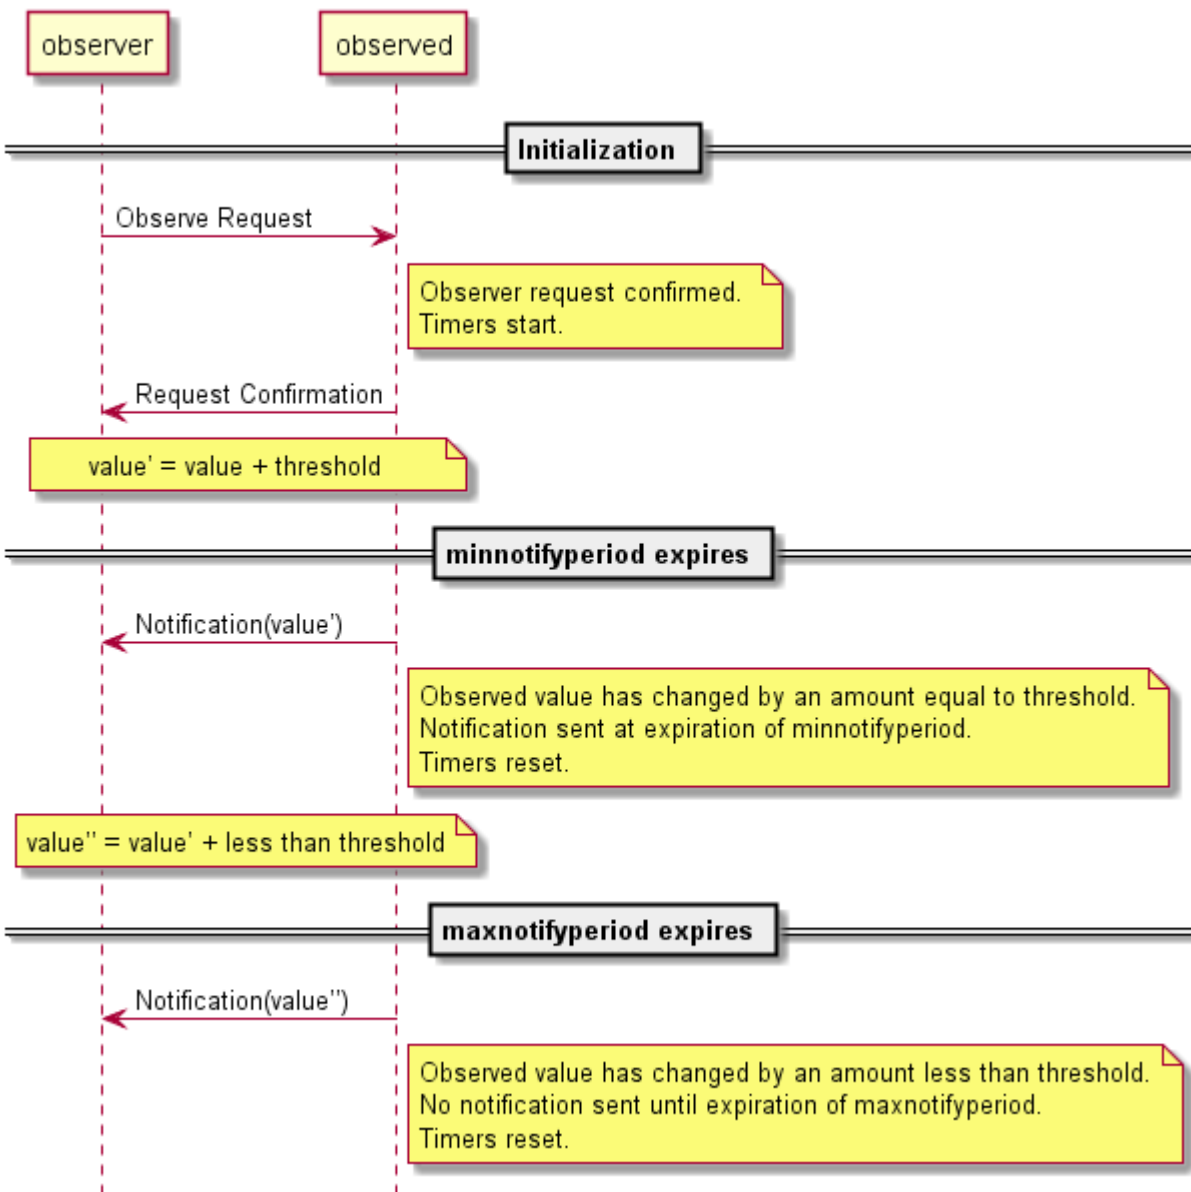 observer
observed
Initialization
Observe Request
Observer request confirmed.
Timers start.
Request Confirmation
value' = value + threshold
minnotifyperiod expires
Notification(value')
Observed value has changed by an amount equal to threshold.
Notification sent at expiration of minnotifyperiod.
Timers reset.
value'' = value' + less than threshold
maxnotifyperiod expires
Notification(value'')
Observed value has changed by an amount less than threshold.
No notification sent until expiration of maxnotifyperiod.
Timers reset.